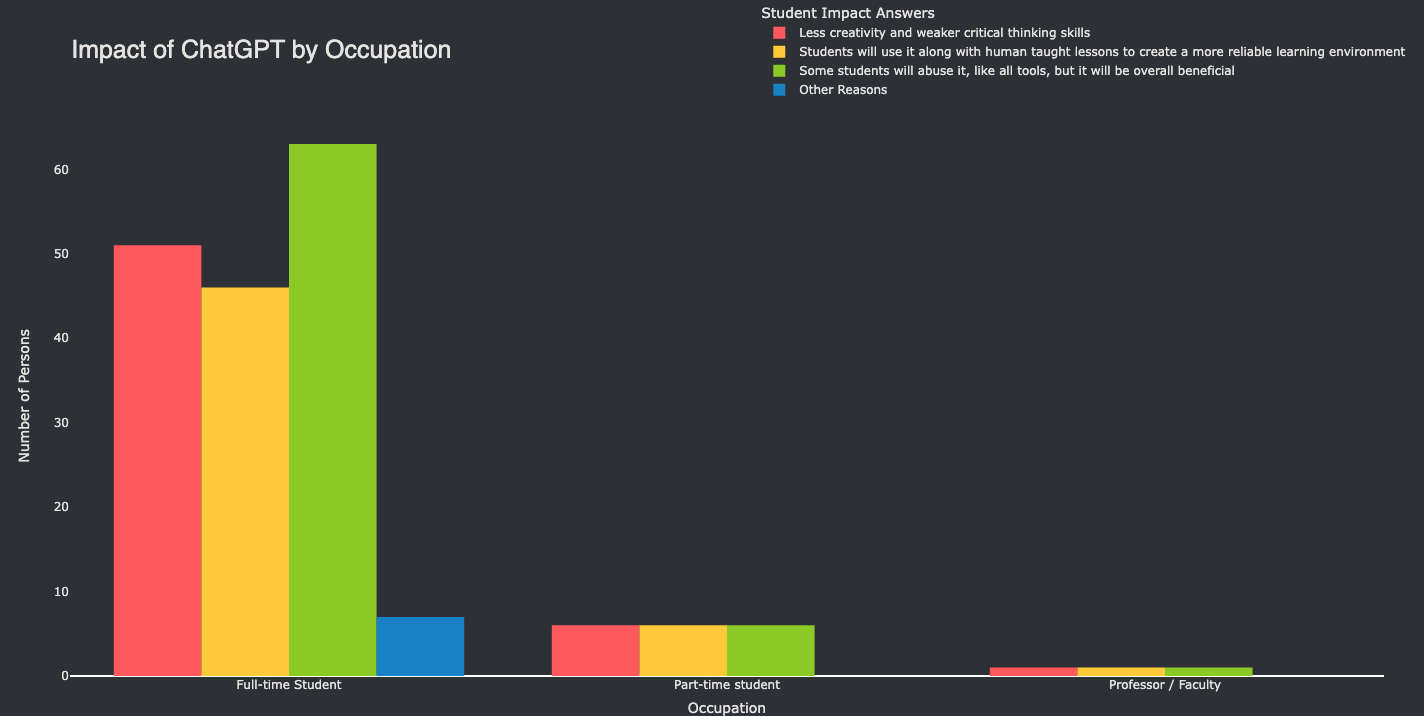 Student Impact Answers
Less creativity and weaker critical thinking skills
Impact of ChatGPT by Occupation
Students will use it along with human taught lessons to create a more reliable learning environment
Some students will abuse it, like all tools, but it will be overall beneficial
Other Reasons
60
50
40
30
20
10
0
Number of Persons
Full-time Student
Part-time student
Professor / Faculty
Occupation